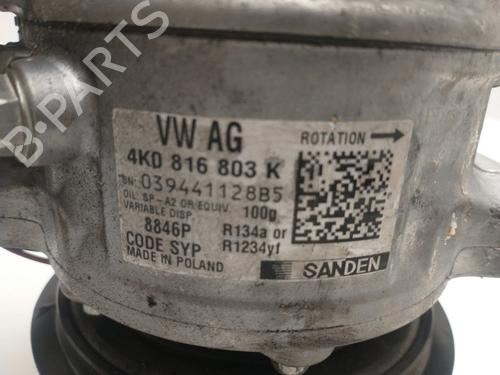 B-PARTS
VW AG
ROTATION
4K0 816 803 K
SN: 039441128B5
OIL: SP-A2 OR EQUIV. 100g
VARIABLE DISP.
8846P R134a or
CODE SYP R1234yf
MADE IN POLAND
SANDEN